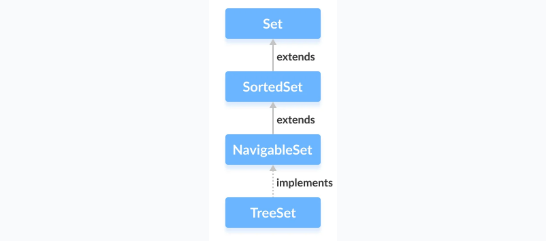 Set
extends
SortedSet
extends
NavigableSet
implements
TreeSet